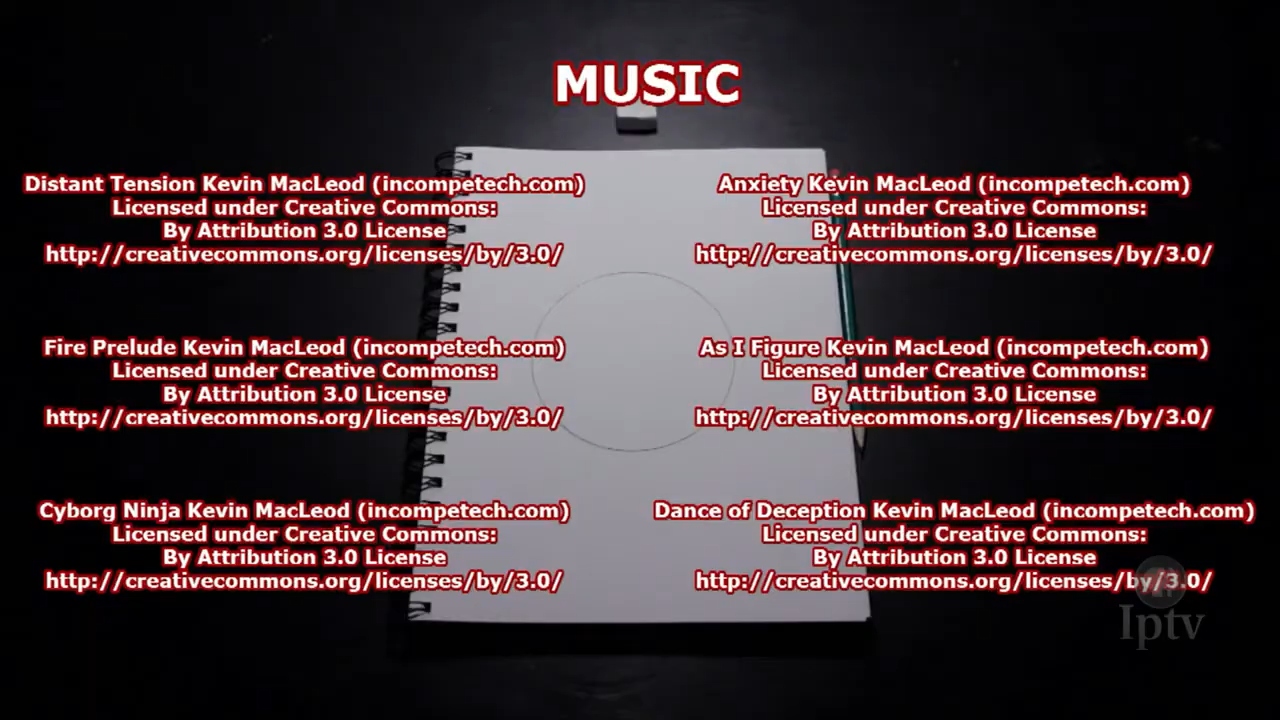 MUSIC
Distant Tension Kevin MacLeod (incompetech.com)
Licensed under Creative Commons:
By Attribution 3.0 License
http://creativecommons.org/licenses/by/3.0/
Anxiety Kevin MacLeod (incompetech.com)
Licensed under Creative Commons:
By Attribution 3.0 License
http://creativecommons.org/licenses/by/3.0/
Fire Prelude Kevin MacLeod (incompetech.com)
Licensed under Creative Commons:
By Attribution 3.0 License
http://creativecommons.org/licenses/by/3.0/
As I Figure Kevin MacLeod (incompetech.com)
Licensed under Creative Commons:
By Attribution 3.0 License
http://creativecommons.org/licenses/by/3.0/
Cyborg Ninja Kevin MacLeod (incompetech.com)
Licensed under Creative Commons:
By Attribution 3.0 License
http://creativecommons.org/licenses/by/3.0/
Dance of Deception Kevin MacLeod (incompetech.com)
Licensed under Creative Commons:
By Attribution 3.0 License
http://creativecommons.org/licenses/by/3.0/
Iptv